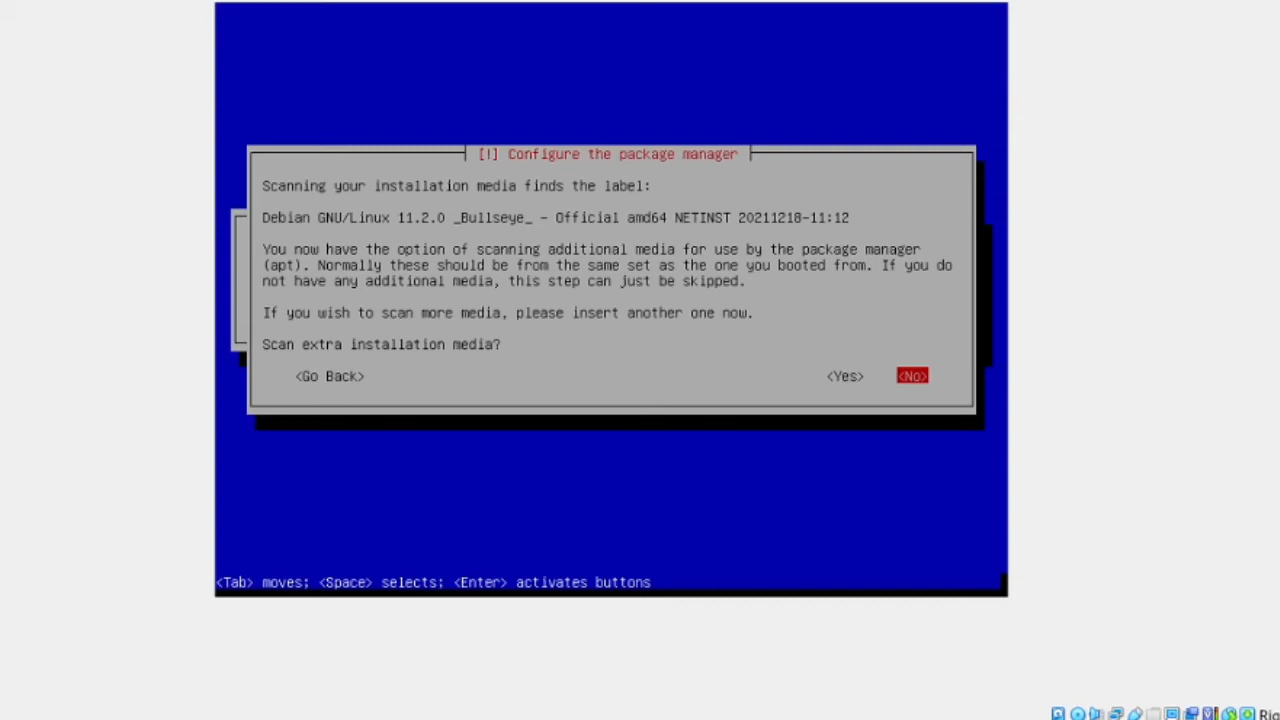 [!] Configure the package manager
Scanning your installation media finds the label:
Debian GNU/Linux 11.2.0 _Bullseye_ - Official amd64 NETINST 20211218-11:12
You now have the option of scanning additional media for use by the package manager
(apt). Normally these should be from the same set as the one you booted from. If you do
not have any additional media, this step can just be skipped.
If you wish to scan more media, please insert another one now.
Scan extra installation media?
<Go Back> <Yes> <No>
<Tab> moves; <Space> selects; <Enter> activates buttons